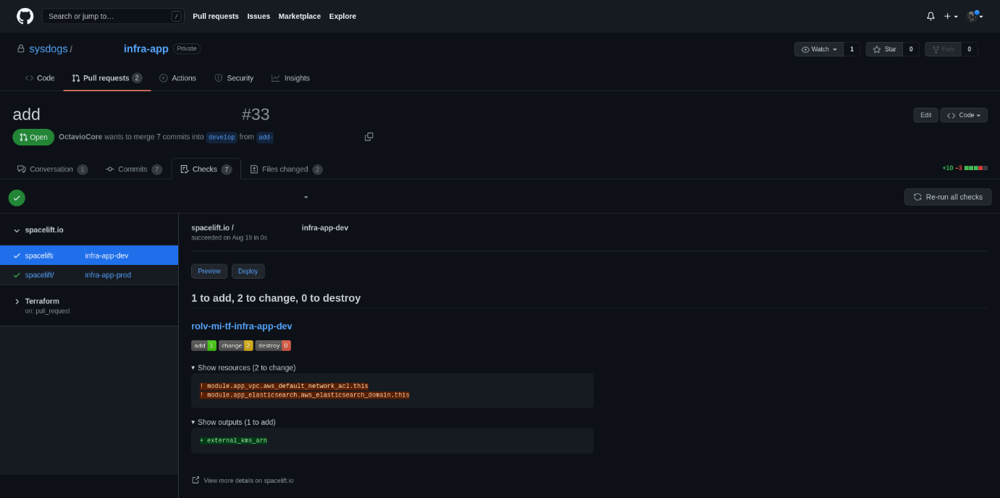 Search or jump to… /
Pull requests Issues Marketplace Explore
sysdogs / infra-app Private
Watch 1 Star 0 Fork 0
Code Pull requests 2 Actions Security Insights
add #33
Edit Code
Open OctavioCore wants to merge 7 commits into develop from add-
Conversation 1 Commits 7 Checks 7 Files changed 2
+10 −3
Re-run all checks
spacelift.io
spacelift/ infra-app-dev
spacelift/ infra-app-prod
Terraform
on: pull_request
spacelift.io / infra-app-dev
succeeded on Aug 19 in 0s
Preview Deploy
1 to add, 2 to change, 0 to destroy
rolv-mi-tf-infra-app-dev
add 1 change 2 destroy 0
Show resources (2 to change)
! module.app_vpc.aws_default_network_acl.this
! module.app_elasticsearch.aws_elasticsearch_domain.this
Show outputs (1 to add)
+ external_kms_arn
View more details on spacelift.io